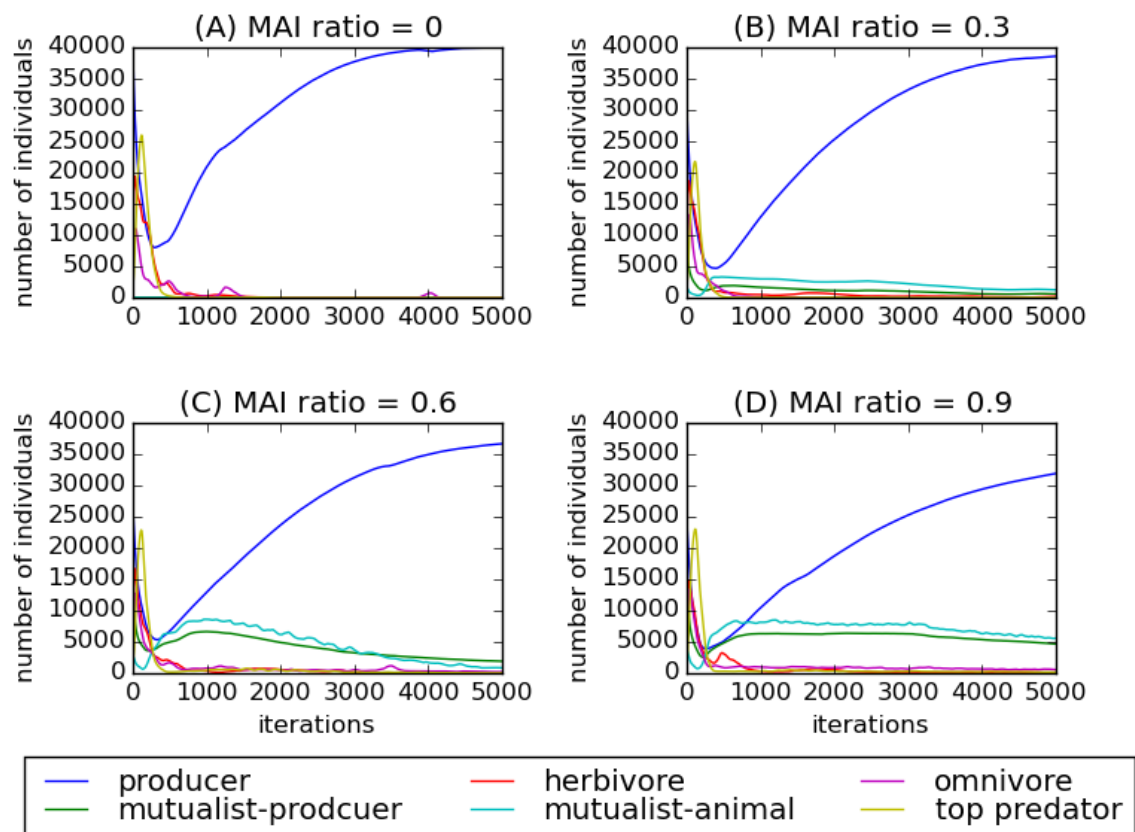 (A) MAI ratio = 0
(B) MAI ratio = 0.3
number of individuals
40000
35000
30000
25000
20000
15000
10000
5000
0
0 1000 2000 3000 4000 5000
number of individuals
40000
35000
30000
25000
20000
15000
10000
5000
0
0 1000 2000 3000 4000 5000
(C) MAI ratio = 0.6
(D) MAI ratio = 0.9
number of individuals
40000
35000
30000
25000
20000
15000
10000
5000
0
0 1000 2000 3000 4000 5000
iterations
number of individuals
40000
35000
30000
25000
20000
15000
10000
5000
0
0 1000 2000 3000 4000 5000
iterations
producer herbivore omnivore
mutualist-prodcuer mutualist-animal top predator